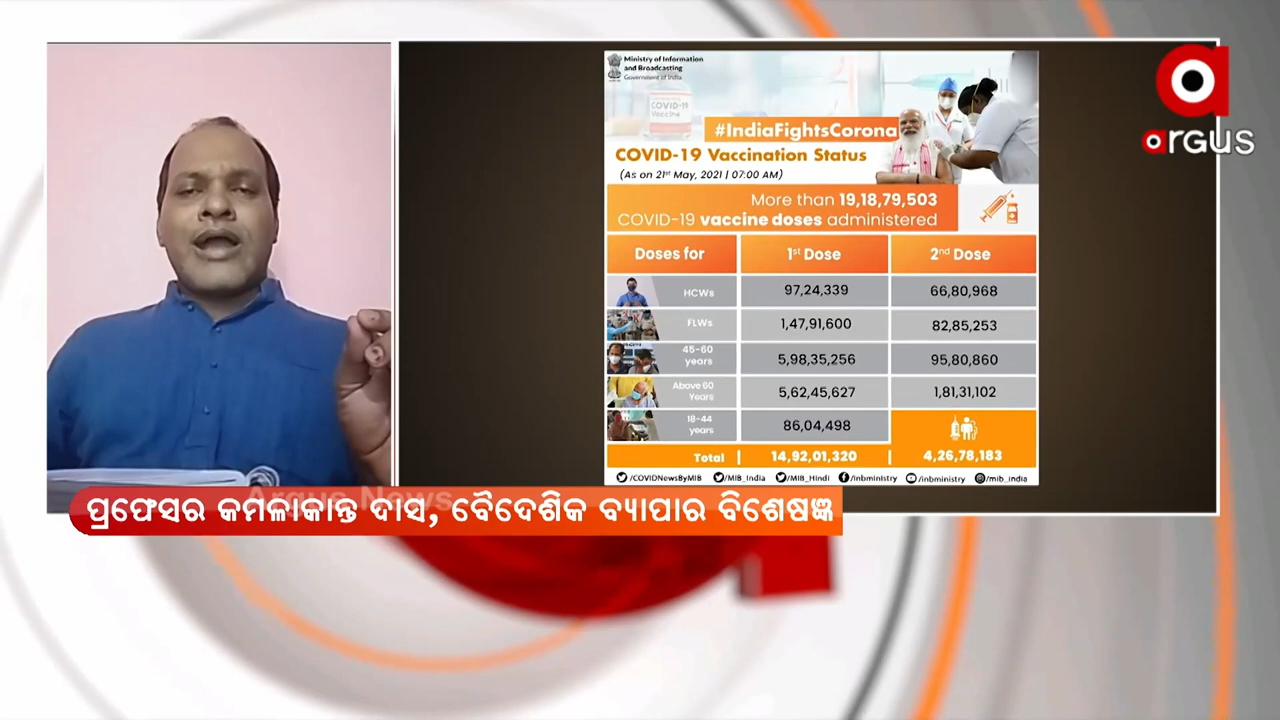 Ministry of Information
and Broadcasting
Government of India
COVID-19
Vaccine
#IndiaFightsCorona
COVID-19 Vaccination Status
(As on 21st May, 2021 | 07:00 AM)
More than 19,18,79,503
COVID-19 vaccine doses administered
Doses for 1st Dose 2nd Dose
HCWs 97,24,339 66,80,968
FLWs 1,47,91,600 82,85,253
45-60 years 5,98,35,256 95,80,860
Above 60 Years 5,62,45,627 1,81,31,102
18-44 years 86,04,498
Total | 14,92,01,320 | 4,26,78,183
/COVIDNewsByMIB /MIB_India /MIB_Hindi /inbministry /inbministry /mib_india
argus
Argus News
ପ୍ରଫେସର କମଳାକାନ୍ତ ଦାସ, ବୈଦେଶିକ ବ୍ୟାପାର ବିଶେଷଜ୍ଞ